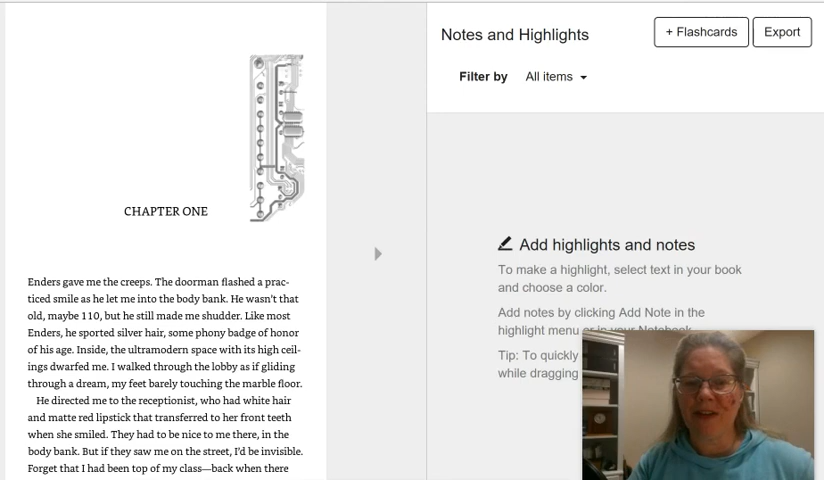 Notes and Highlights
+ Flashcards
Export
Filter by
All items
CHAPTER ONE
Enders gave me the creeps. The doorman flashed a prac-
ticed smile as he let me into the body bank. He wasn't that
old, maybe 110, but he still made me shudder. Like most
Enders, he sported silver hair, some phony badge of honor
of his age. Inside, the ultramodern space with its high ceil-
ings dwarfed me. I walked through the lobby as if gliding
through a dream, my feet barely touching the marble floor.
He directed me to the receptionist, who had white hair
and matte red lipstick that transferred to her front teeth
when she smiled. They had to be nice to me there, in the
body bank. But if they saw me on the street, I'd be invisible.
Forget that I had been top of my class—back when there
Add highlights and notes
To make a highlight, select text in your book
and choose a color.
Add notes by clicking Add Note in the
highlight menu or in your Notebook.
Tip: To quickly
while dragging